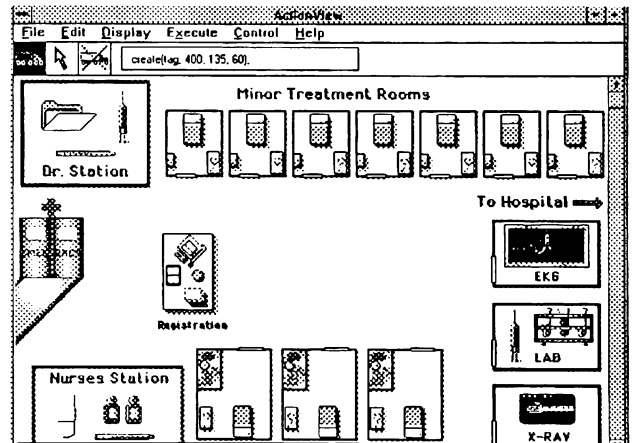 ActionView
File Edit Display Execute Control Help
create(tag, 400, 135, 60).
Minor Treatment Rooms
Dr. Station
To Hospital
EKG
Registration
LAB
Nurses Station
X-RAY